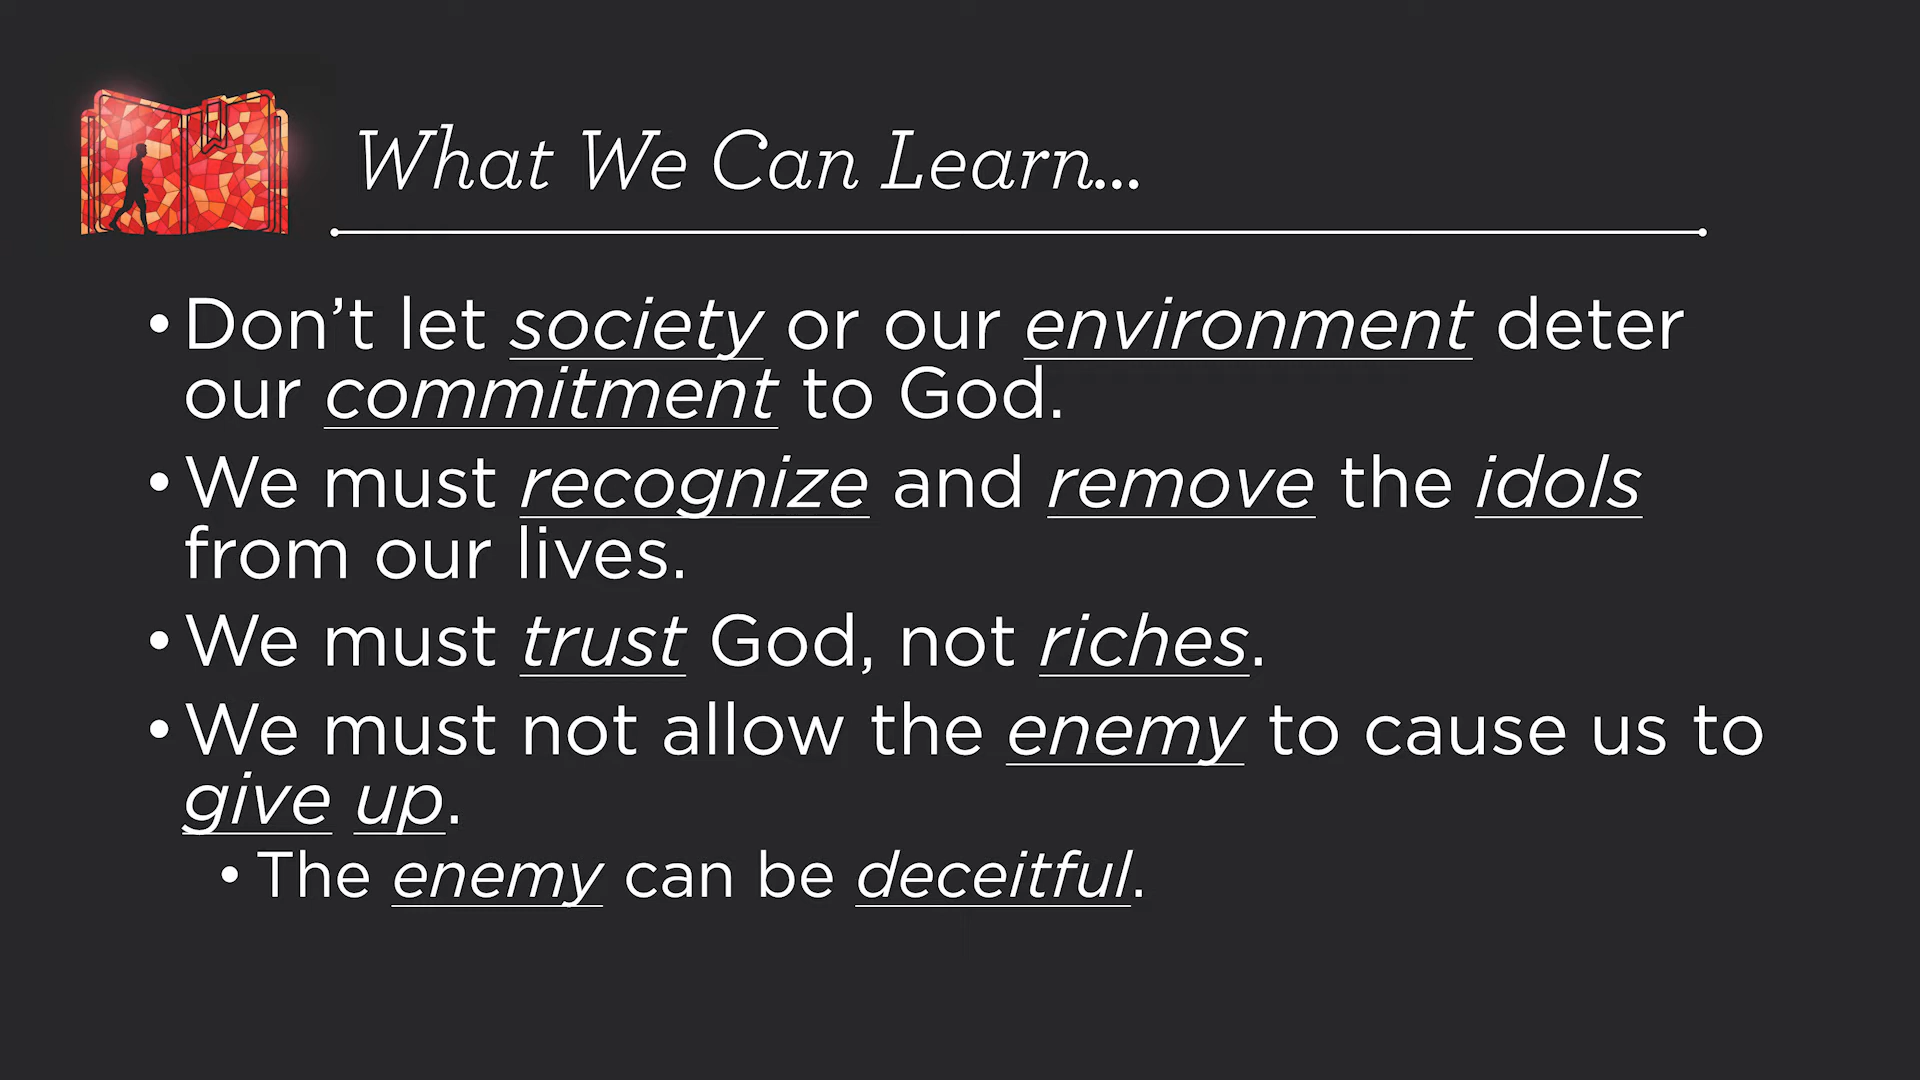 What We Can Learn...
• Don’t let society or our environment deter
our commitment to God.
• We must recognize and remove the idols
from our lives.
• We must trust God, not riches.
• We must not allow the enemy to cause us to
give up.
• The enemy can be deceitful.